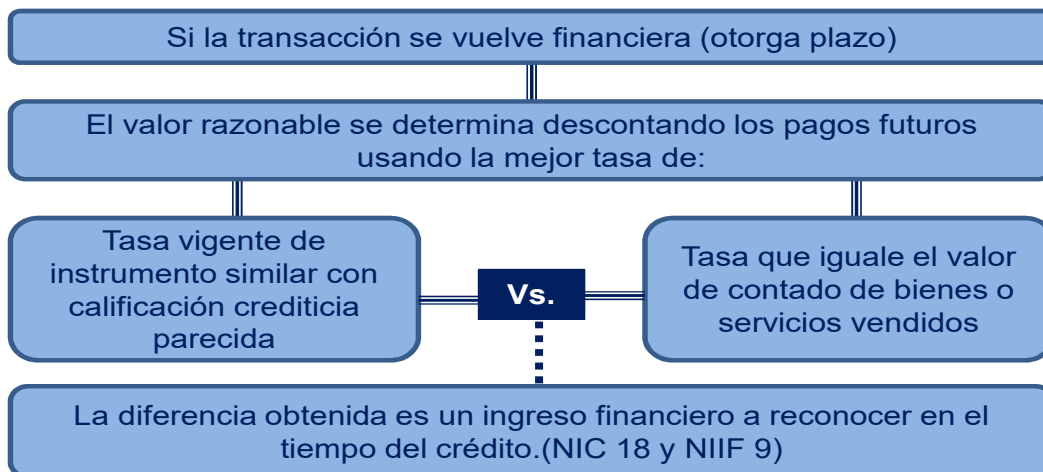 Si la transacción se vuelve financiera (otorga plazo)
El valor razonable se determina descontando los pagos futuros
usando la mejor tasa de:
Tasa vigente de
instrumento similar con
calificación crediticia
parecida
Vs.
Tasa que iguale el valor
de contado de bienes o
servicios vendidos
La diferencia obtenida es un ingreso financiero a reconocer en el
tiempo del crédito.(NIC 18 y NIIF 9)